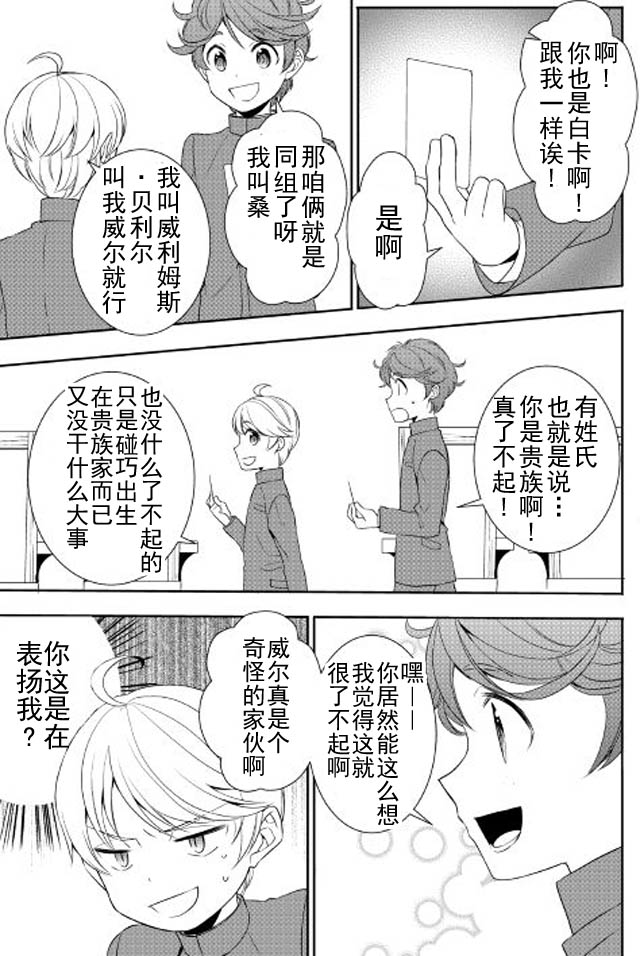 啊！
你也是白卡啊！
跟我一样诶！
是啊
那咱俩就是
同组了呀
我叫桑
我叫威利姆斯
·贝利尔
叫我威尔就行
有姓氏
也就是说…
你是贵族啊！
真了不起！
也没什么了不起的
只是碰巧出生
在贵族家而已
又没干什么大事
嘿——
你居然能这么想
我觉得这就
很了不起啊
威尔真是个
奇怪的家伙啊
你这是在
表扬我？